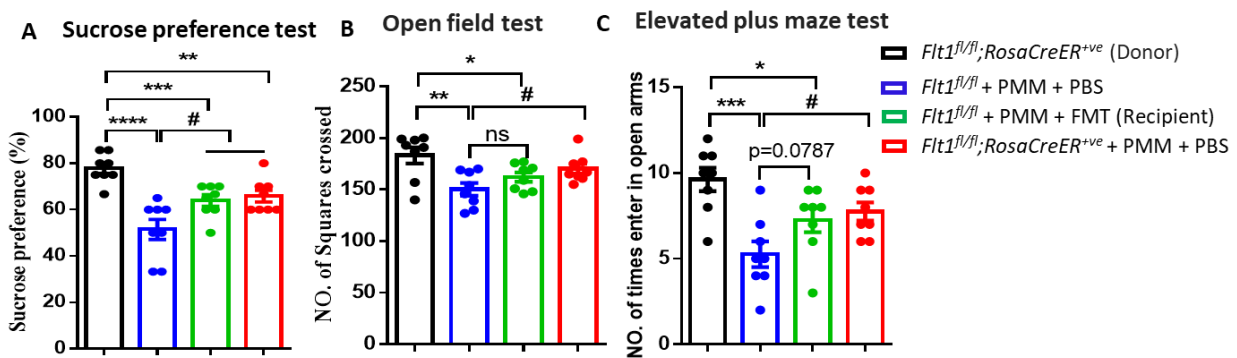 A Sucrose preference test
**
***
****
#
100
80
60
40
20
0
Sucrose preference (%)
B Open field test
*
**
#
ns
250
200
150
100
50
0
NO. of Squares crossed
C Elevated plus maze test
*
***
#
p=0.0787
15
10
5
0
NO. of times enter in open arms
Flt1fl/fl;RosaCreER+ve (Donor)
Flt1fl/fl + PMM + PBS
Flt1fl/fl + PMM + FMT (Recipient)
Flt1fl/fl;RosaCreER+ve + PMM + PBS